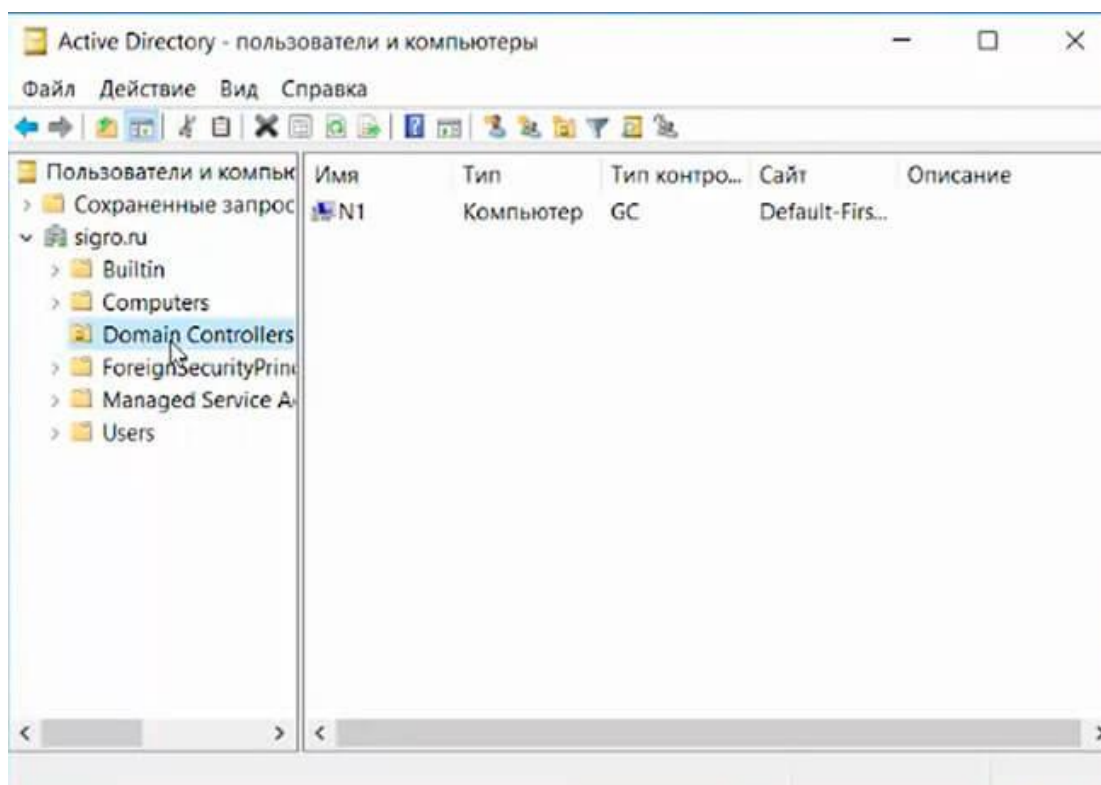 Active Directory - пользователи и компьютеры
Файл Действие Вид Справка
Пользователи и компьк
Сохраненные запрос
sigro.ru
Builtin
Computers
Domain Controllers
ForeignSecurityPrinc
Managed Service A
Users
Имя Тип Тип контро... Сайт Описание
N1 Компьютер GC Default-Firs...